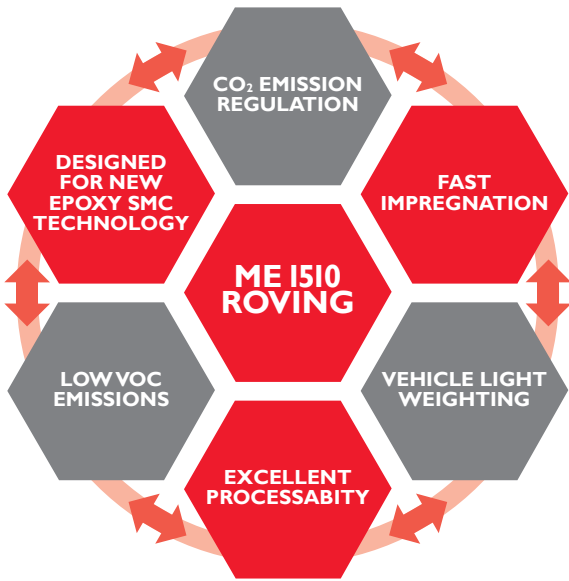 CO₂ EMISSION
REGULATION
DESIGNED
FOR NEW
EPOXY SMC
TECHNOLOGY
FAST
IMPREGNATION
ME 1510
ROVING
LOW VOC
EMISSIONS
VEHICLE LIGHT
WEIGHTING
EXCELLENT
PROCESSABITY